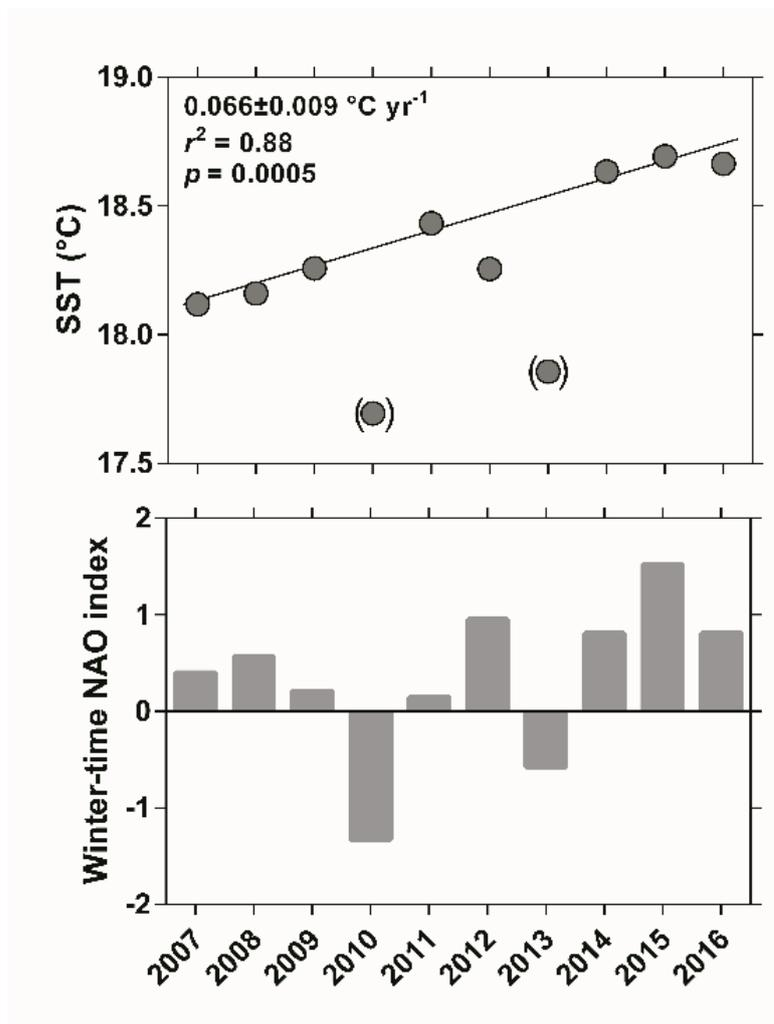 19.0
0.066±0.009 °C yr⁻¹
r² = 0.88
p = 0.0005
18.5
SST (°C)
18.0
( )
( )
17.5
2
1
Winter-time NAO index
0
-1
-2
2007 2008 2009 2010 2011 2012 2013 2014 2015 2016